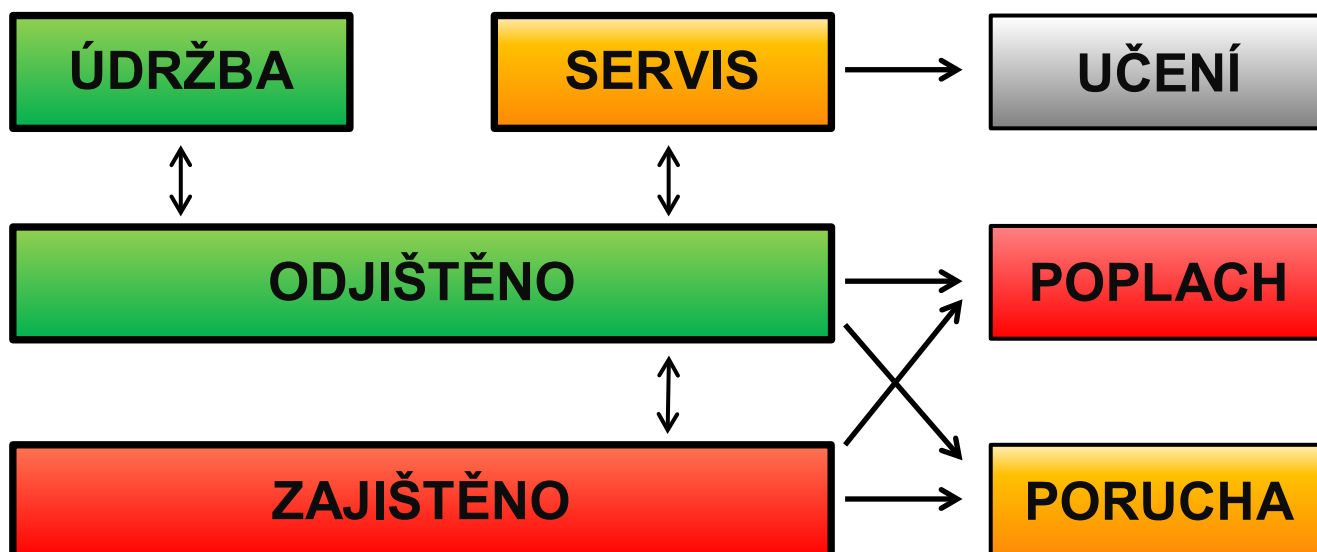 ÚDRŽBA
SERVIS
UČENÍ
ODJIŠTĚNO
POPLACH
ZAJIŠTĚNO
PORUCHA